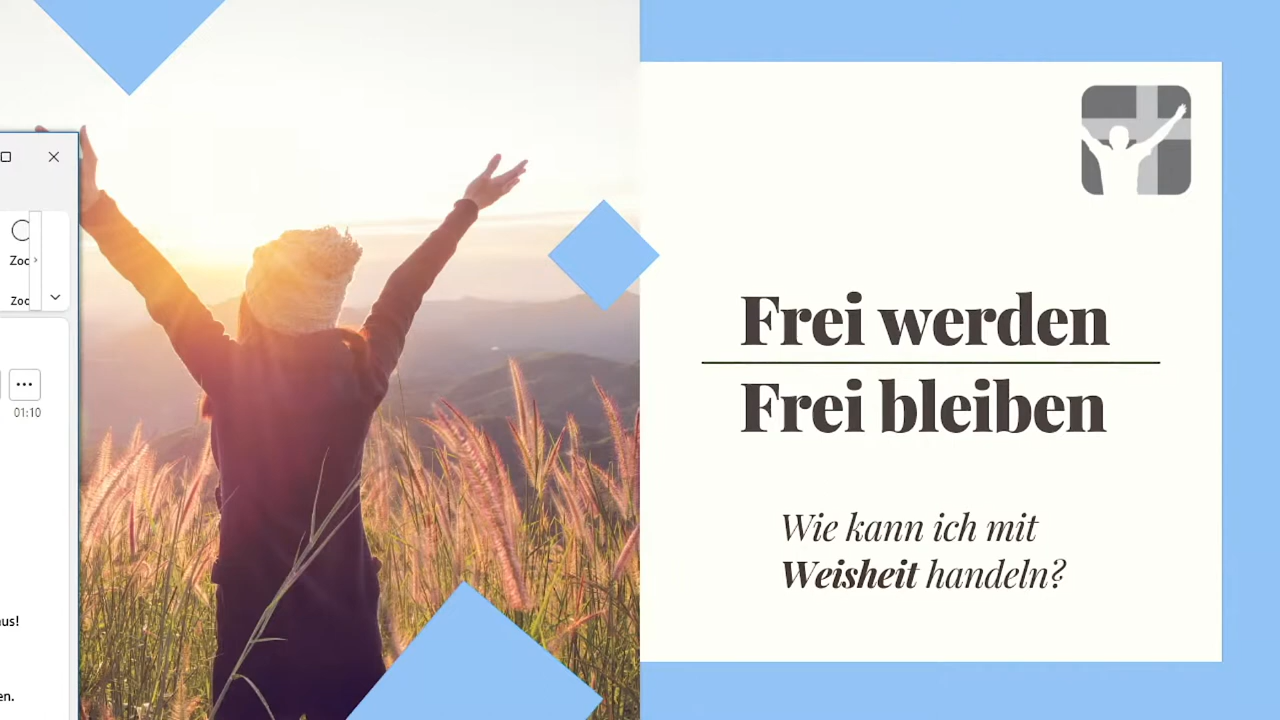 Frei werden
Frei bleiben
Wie kann ich mit
Weisheit handeln?
01:10